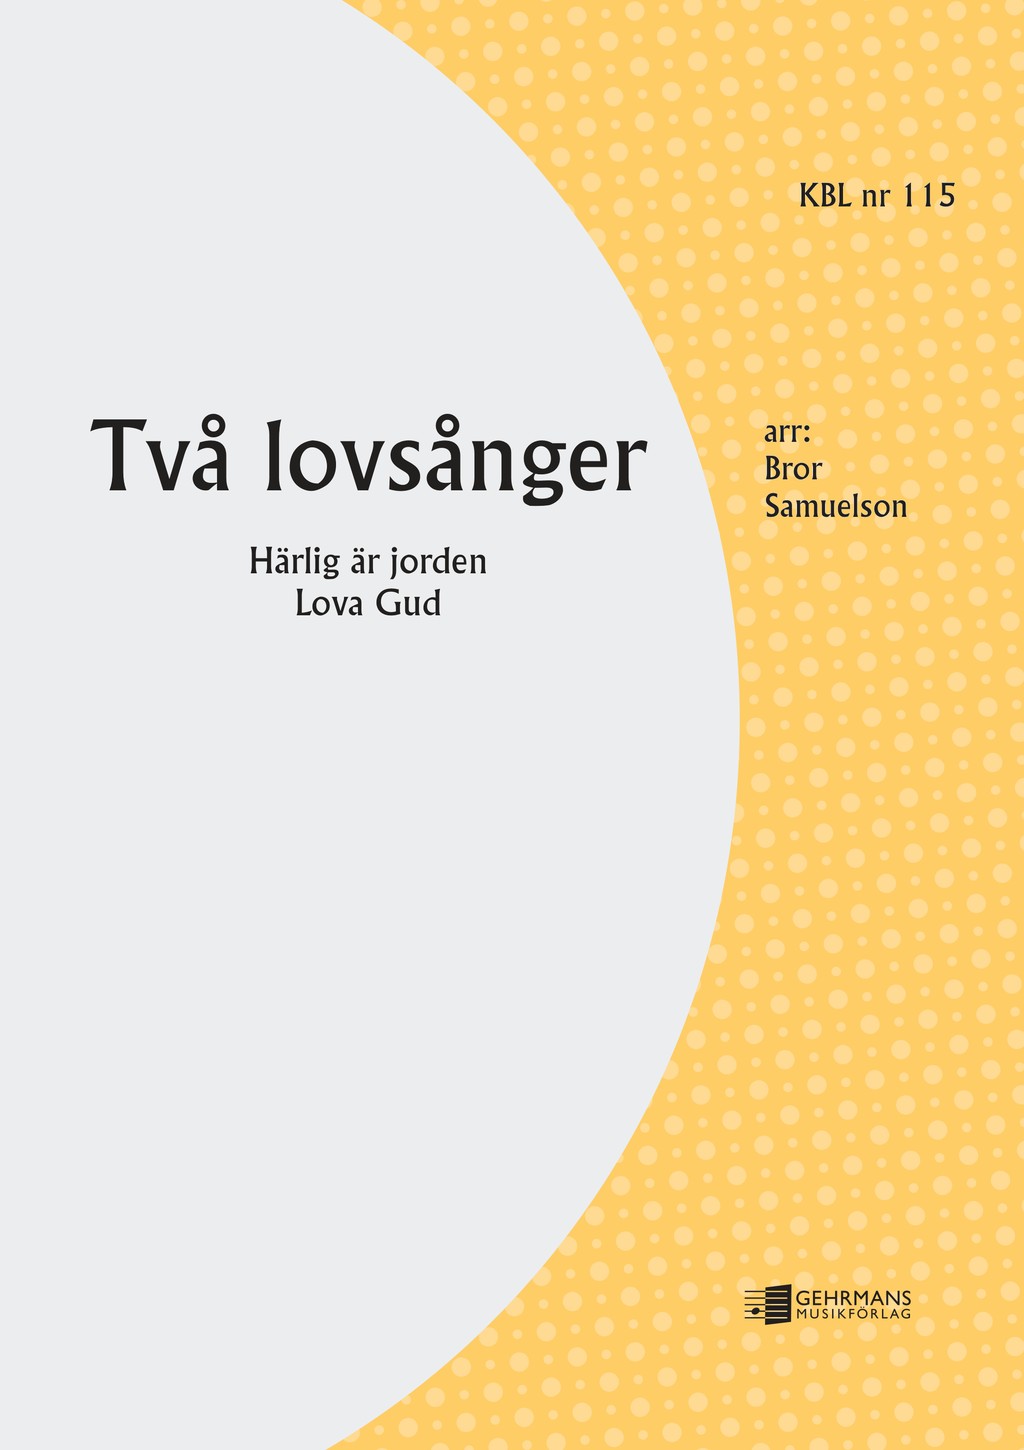 KBL nr 115
Två lovsånger
Härlig är jorden
Lova Gud
arr:
Bror
Samuelson
GEHRMANS
MUSIKFÖRLAG